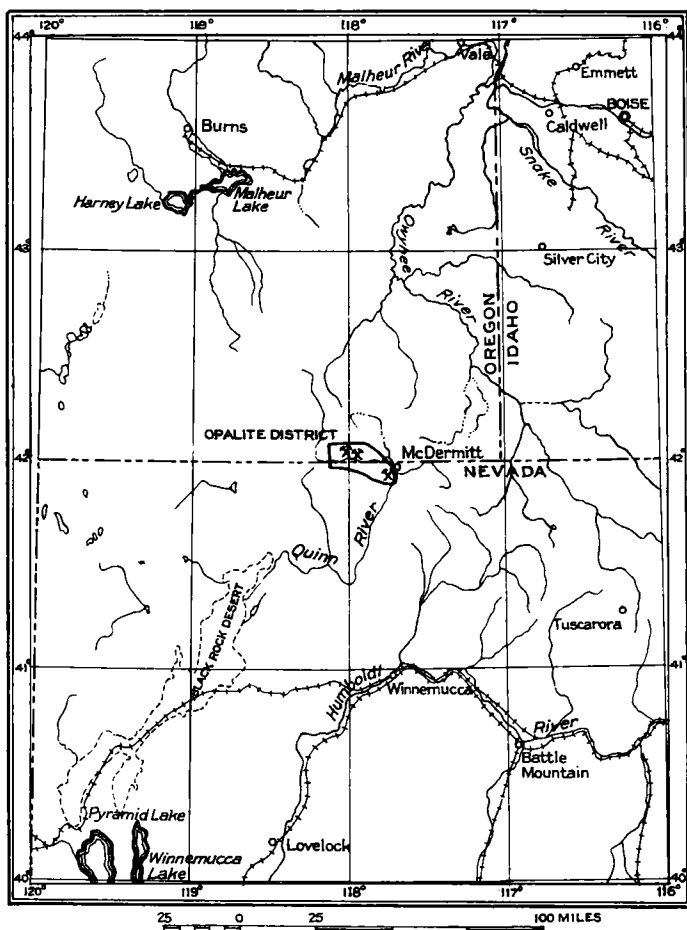 120° 119° 118° 117° 116°
44° 44°
Malheur River
Vale
Emmett
BOISE
Burns
Caldwell
Snake
River
Harney Lake
Malheur
Lake
Owyhee
River
43° 43°
Silver City
OREGON
IDAHO
OPALITE DISTRICT
McDermitt
42° 42°
NEVADA
Quinn
River
BLACK ROCK DESERT
Tuscarora
41° 41°
Humboldt
Winnemucca
River
Battle
Mountain
Pyramid Lake
Lovelock
Winnemucca
Lake
40° 40°
120° 119° 118° 117° 116°
25 0 25 100 MILES